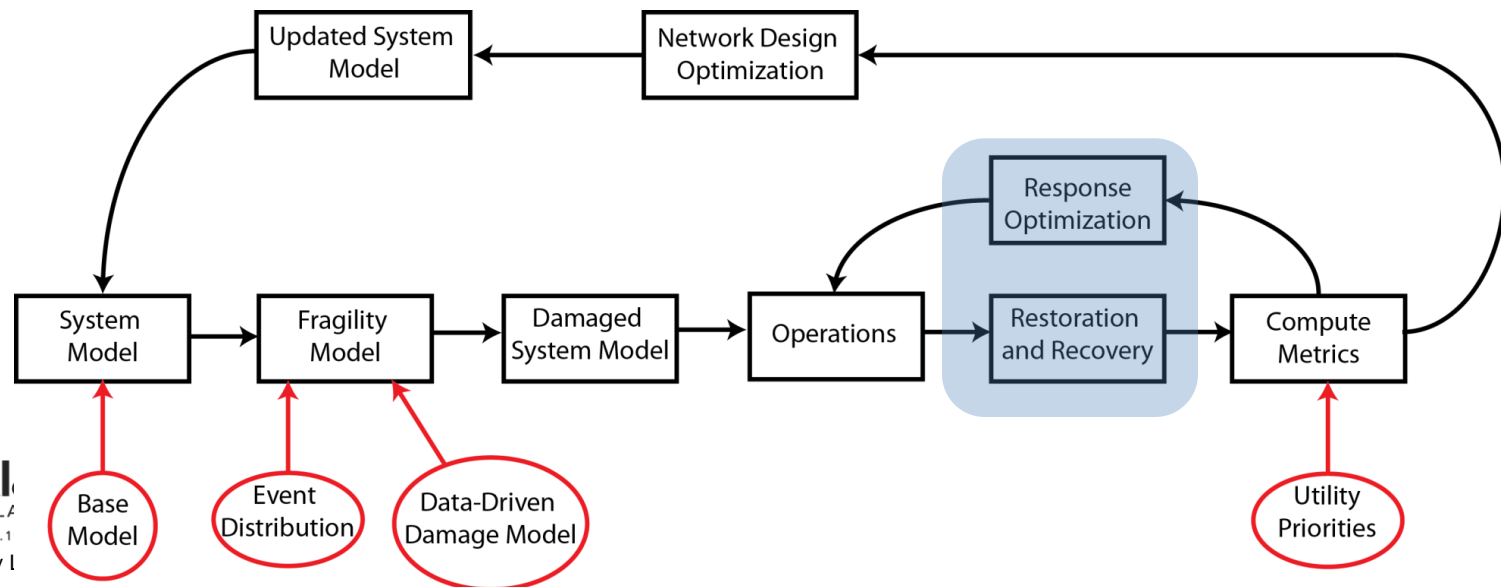 Updated System
Model
Network Design
Optimization
Response
Optimization
System
Model
Fragility
Model
Damaged
System Model
Operations
Restoration
and Recovery
Compute
Metrics
Base
Model
Event
Distribution
Data-Driven
Damage Model
Utility
Priorities